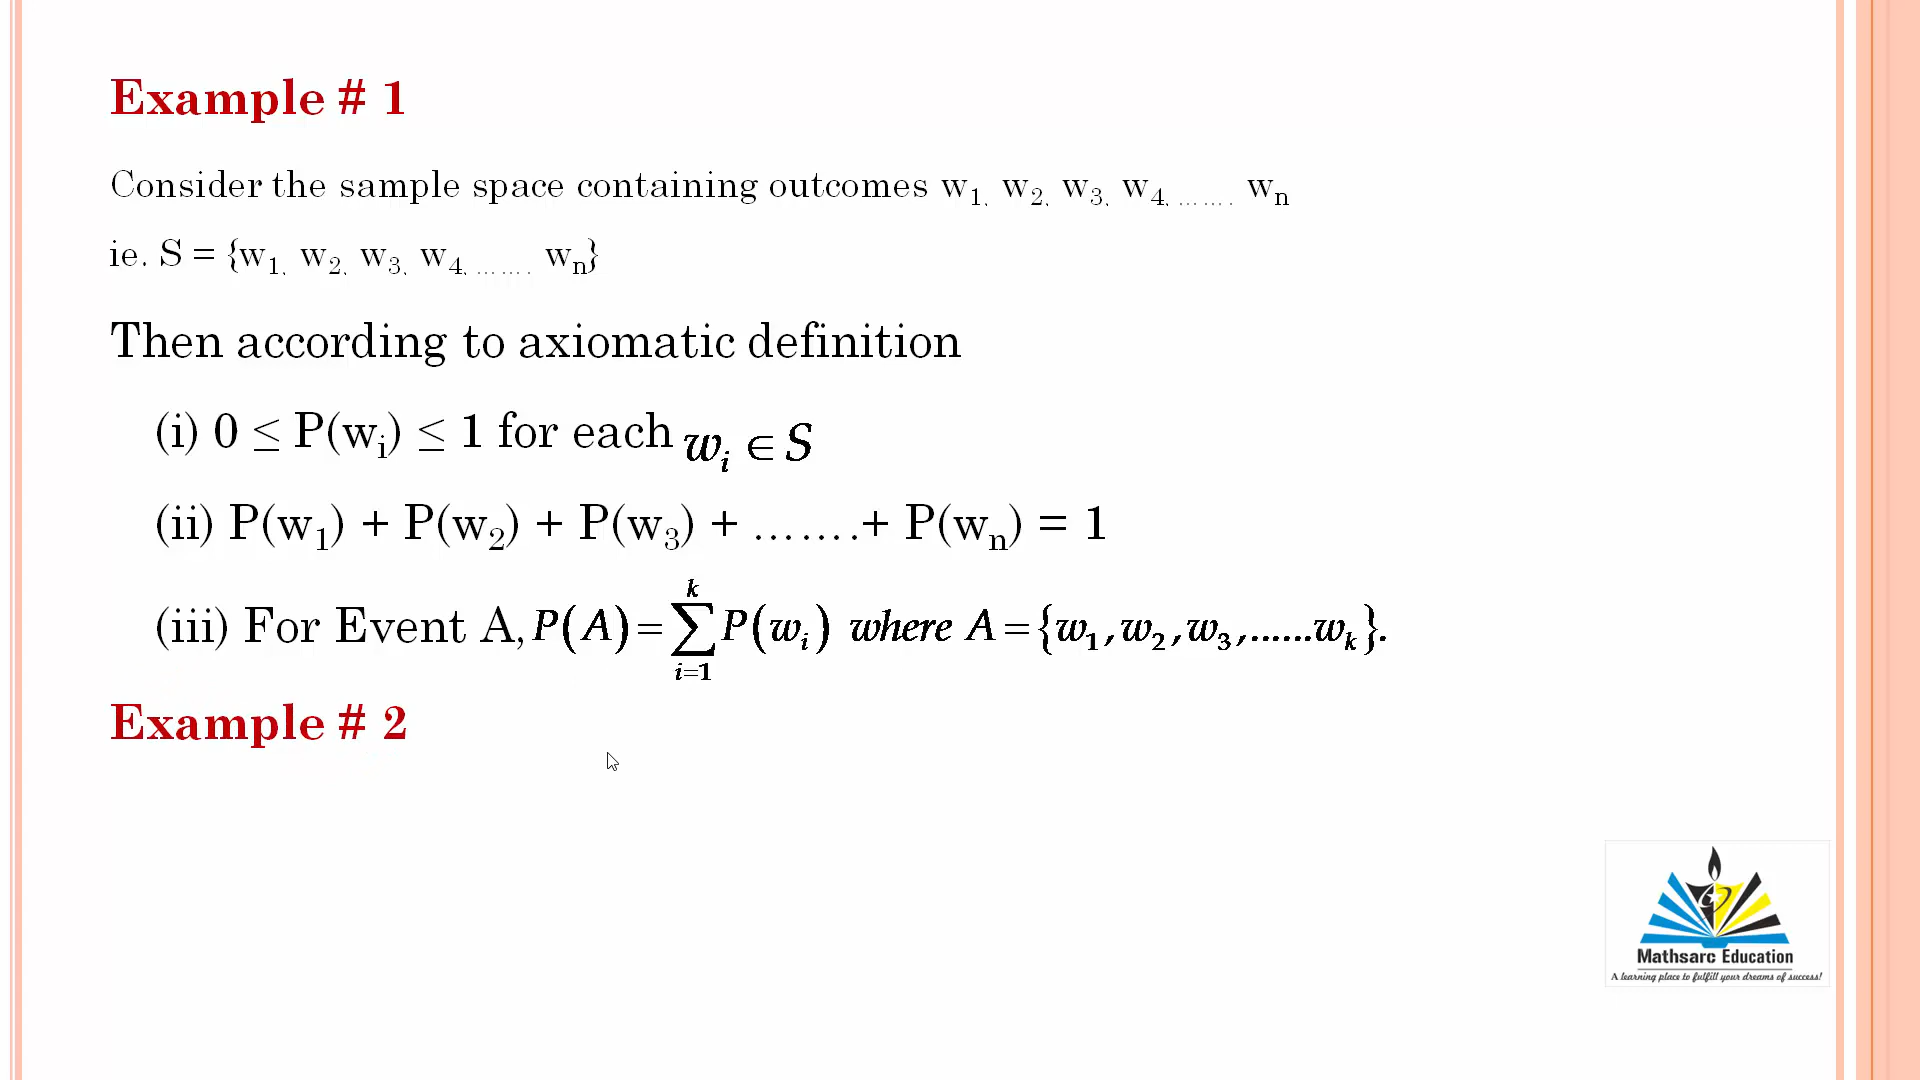 Example # 1
Consider the sample space containing outcomes w₁, w₂, w₃, w₄, ……. wₙ
ie. S = {w₁, w₂, w₃, w₄, ……. wₙ}
Then according to axiomatic definition
(i) 0 ≤ P(wᵢ) ≤ 1 for each wᵢ ∈ S
(ii) P(w₁) + P(w₂) + P(w₃) + …….+ P(wₙ) = 1
(iii) For Event A, P(A) = ∑_{i=1}^{k} P(wᵢ) where A = {w₁, w₂, w₃,......wₖ}.
Example # 2
Mathsarc Education
A learning place to fulfill your dreams of success!